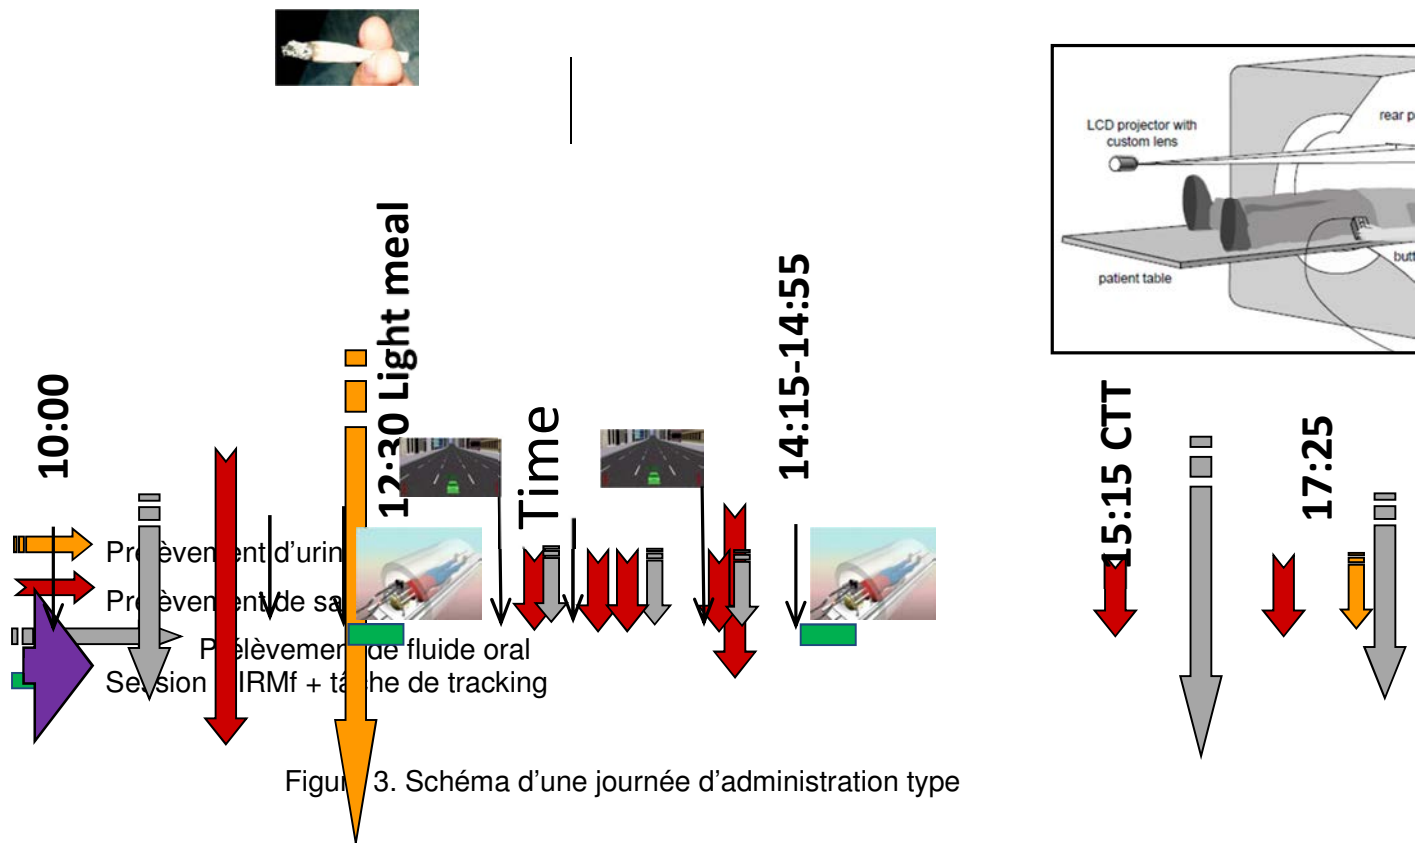 LCD projector with
custom lens
rear p
patient table
butt
10:00
12:30 Light meal
Time
14:15-14:55
15:15 CTT
17:25
Prélèvement d'urin
Prélèvement de sa
Prélèvement de fluide oral
Session IRMf + tâche de tracking
Figure 3. Schéma d'une journée d'administration type